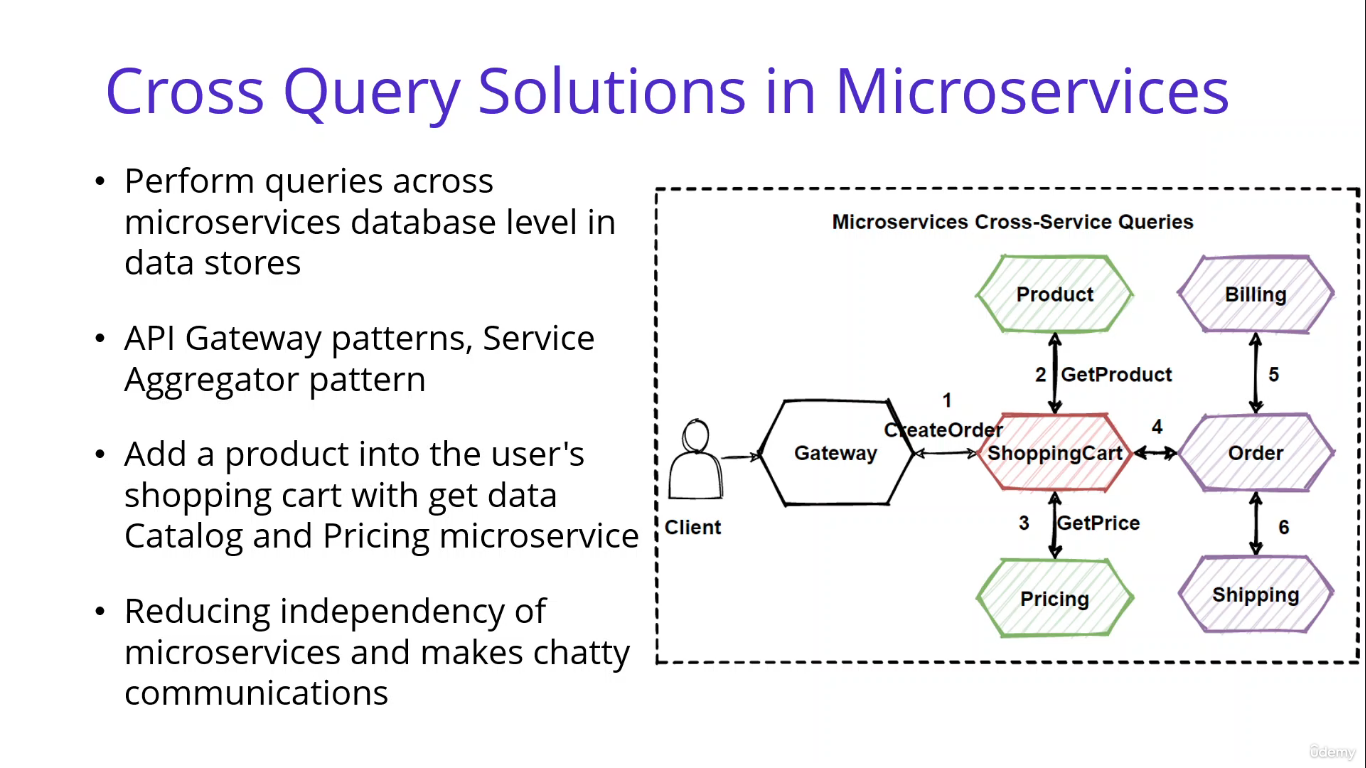 Cross Query Solutions in Microservices
• Perform queries across
microservices database level in
data stores
• API Gateway patterns, Service
Aggregator pattern
• Add a product into the user's
shopping cart with get data
Catalog and Pricing microservice
• Reducing independency of
microservices and makes chatty
communications
Microservices Cross-Service Queries
Product
Billing
2 GetProduct
5
1
CreateOrder
4
Client
Gateway
ShoppingCart
Order
3 GetPrice
6
Pricing
Shipping
ûdemy